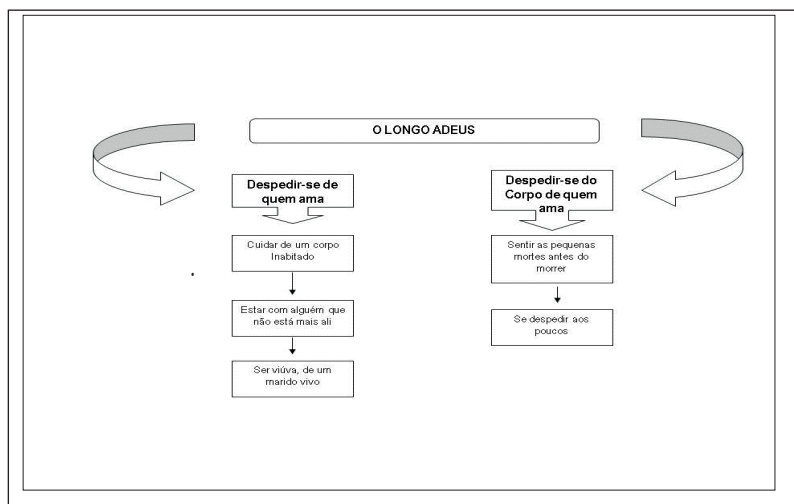 O LONGO ADEUS
Despedir-se de
quem ama
Cuidar de um corpo
Inabitado
Estar com alguém que
não está mais ali
Ser viúva, de um
marido vivo
Despedir-se do
Corpo de quem
ama
Sentir as pequenas
mortes antes do
morrer
Se despedir aos
poucos